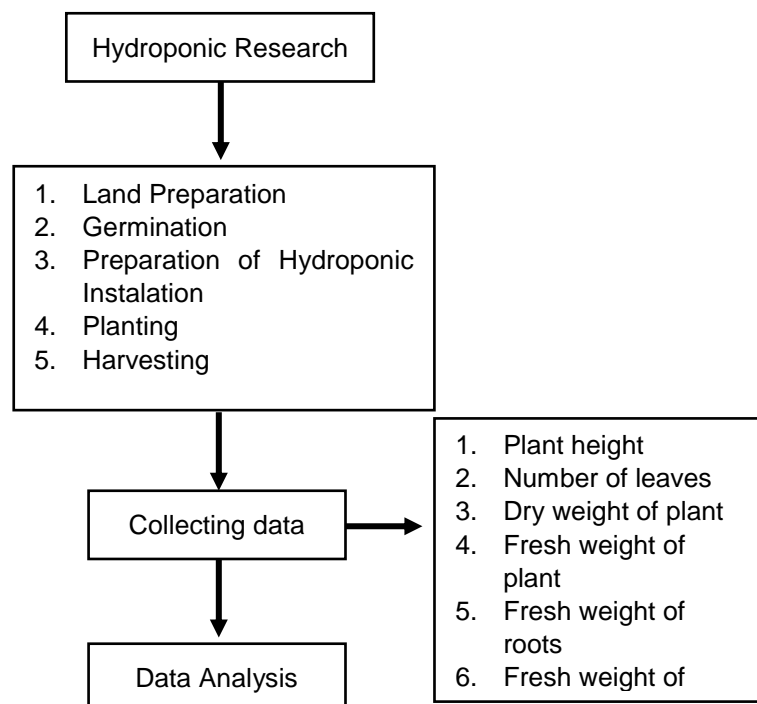 Hydroponic Research
1. Land Preparation
2. Germination
3. Preparation of Hydroponic
Instalation
4. Planting
5. Harvesting
Collecting data
1. Plant height
2. Number of leaves
3. Dry weight of plant
4. Fresh weight of
plant
5. Fresh weight of
roots
6. Fresh weight of
Data Analysis